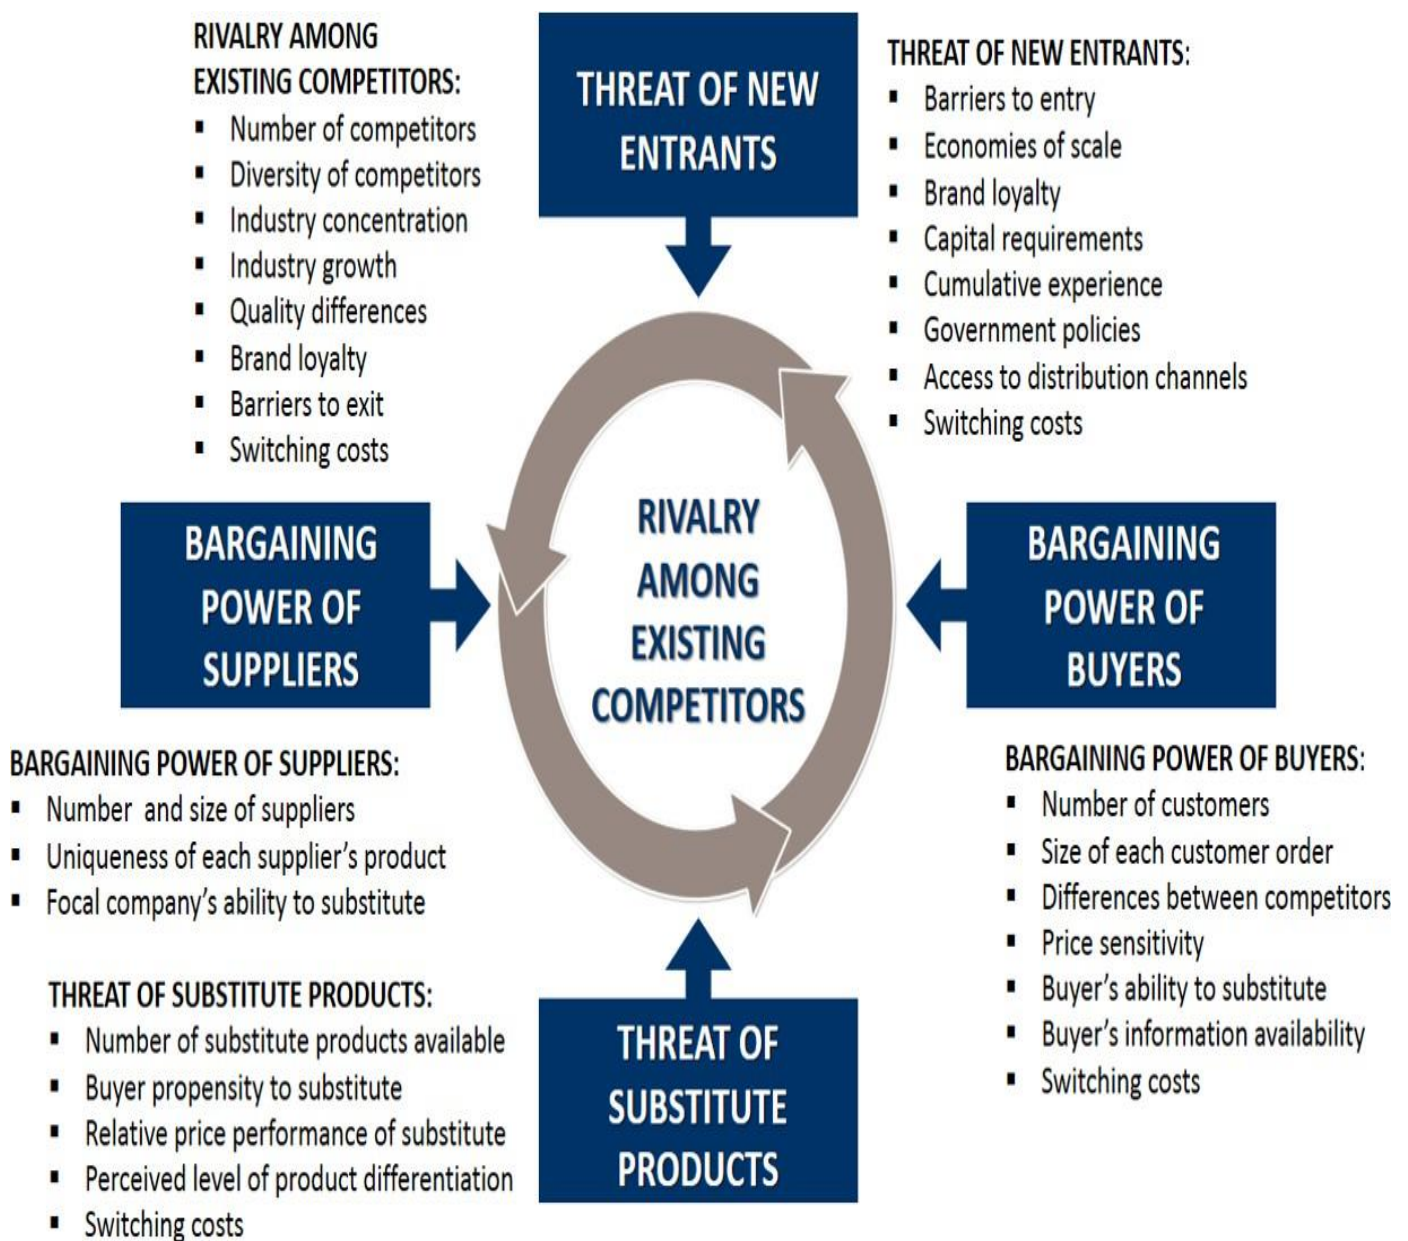 RIVALRY AMONG
EXISTING COMPETITORS:
▪ Number of competitors
▪ Diversity of competitors
▪ Industry concentration
▪ Industry growth
▪ Quality differences
▪ Brand loyalty
▪ Barriers to exit
▪ Switching costs
THREAT OF NEW
ENTRANTS
THREAT OF NEW ENTRANTS:
▪ Barriers to entry
▪ Economies of scale
▪ Brand loyalty
▪ Capital requirements
▪ Cumulative experience
▪ Government policies
▪ Access to distribution channels
▪ Switching costs
BARGAINING
POWER OF
SUPPLIERS
RIVALRY
AMONG
EXISTING
COMPETITORS
BARGAINING
POWER OF
BUYERS
BARGAINING POWER OF SUPPLIERS:
▪ Number and size of suppliers
▪ Uniqueness of each supplier’s product
▪ Focal company’s ability to substitute
BARGAINING POWER OF BUYERS:
▪ Number of customers
▪ Size of each customer order
▪ Differences between competitors
▪ Price sensitivity
▪ Buyer’s ability to substitute
▪ Buyer’s information availability
▪ Switching costs
THREAT OF SUBSTITUTE PRODUCTS:
▪ Number of substitute products available
▪ Buyer propensity to substitute
▪ Relative price performance of substitute
▪ Perceived level of product differentiation
▪ Switching costs
THREAT OF
SUBSTITUTE
PRODUCTS